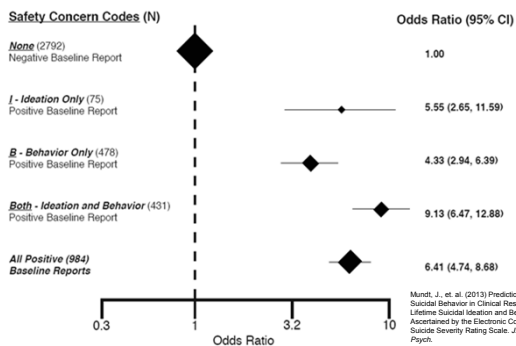 Safety Concern Codes (N)
Odds Ratio (95% CI)
None (2792)
Negative Baseline Report
1.00
I - Ideation Only (75)
Positive Baseline Report
5.55 (2.65, 11.59)
B - Behavior Only (478)
Positive Baseline Report
4.33 (2.94, 6.39)
Both - Ideation and Behavior (431)
Positive Baseline Report
9.13 (6.47, 12.88)
All Positive (984)
Baseline Reports
6.41 (4.74, 8.68)
0.3 1 3.2 10
Odds Ratio
Mundt, J., et. al. (2013) Predictio
Suicidal Behavior in Clinical Res
Lifetime Suicidal Ideation and Be
Ascertained by the Electronic Co
Suicide Severity Rating Scale. J.
Psych.